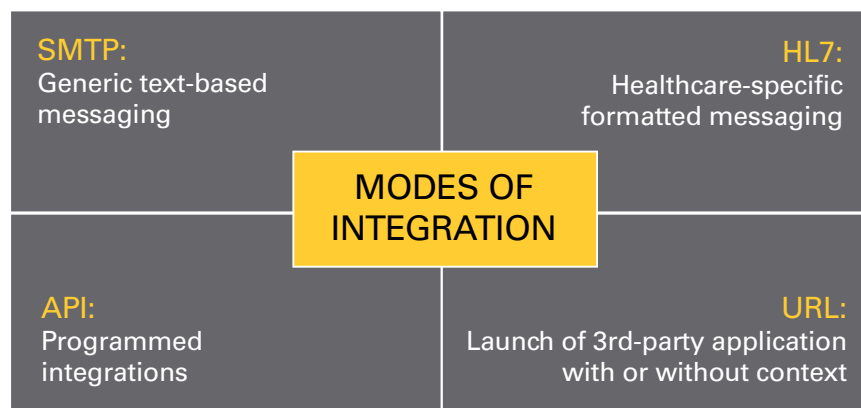 SMTP:
Generic text-based
messaging
HL7:
Healthcare-specific
formatted messaging
MODES OF
INTEGRATION
API:
Programmed
integrations
URL:
Launch of 3rd-party application
with or without context